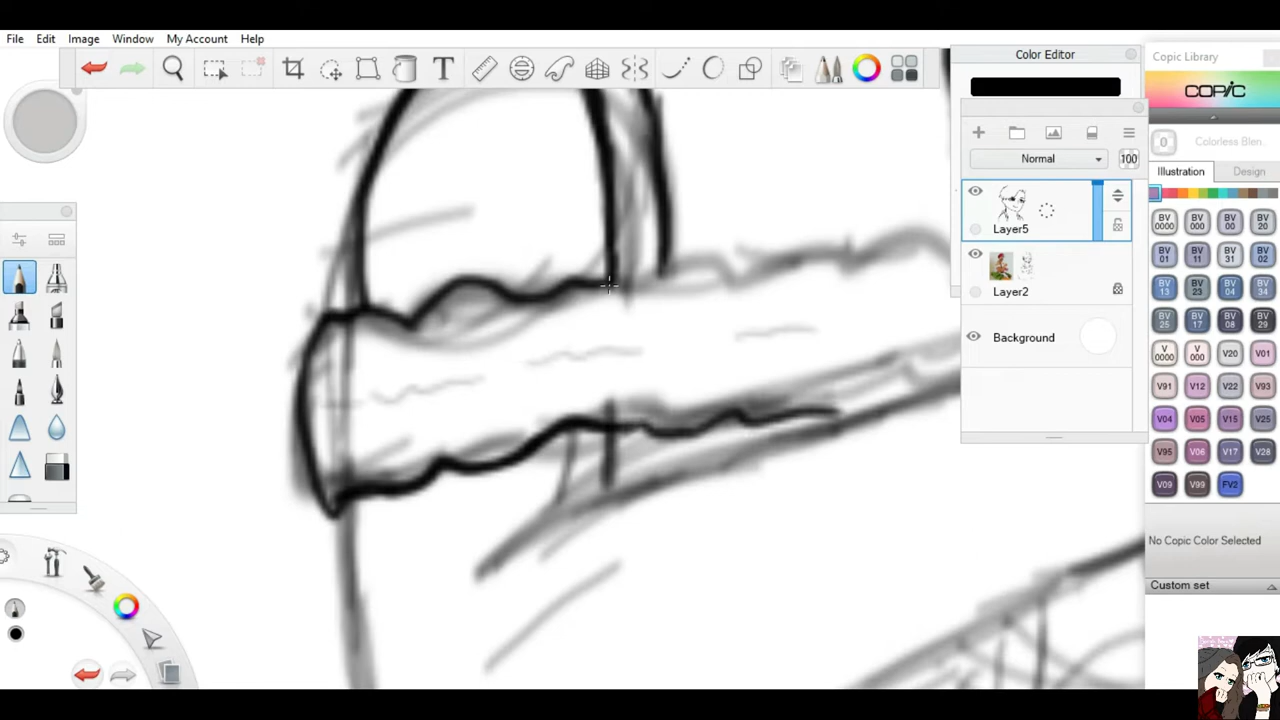 File Edit Image Window My Account Help
T
Color Editor
Normal
100
Layer5
Layer2
Background
Copic Library
COPIC
0 Colorless Blen.
Illustration Design
BV 000 BV 0000 BV 00 BV 20
BV 01 BV 11 BV 31 BV 02
BV 13 BV 23 BV 04 BV 34
BV 25 BV 17 BV 08 BV 29
V 0000 V 000 V20 V01
V91 V12 V22 V93
V04 V05 V15 V25
V95 V06 V17 V28
V09 V99 FV2
No Copic Color Selected
Custom set